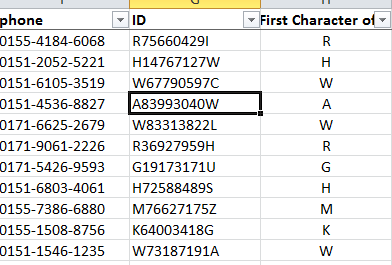 F G H
phone ID First Character of
0155-4184-6068 R75660429I R
0151-2052-5221 H14767127W H
0151-6105-3519 W67790597C W
0151-4536-8827 A83993040W A
0171-6625-2679 W83313822L W
0171-9061-2226 R36927959H R
0171-5426-9593 G19173171U G
0151-6803-4061 H72588489S H
0155-7386-6880 M76627175Z M
0155-1508-8756 K64003418G K
0151-1546-1235 W73187191A W